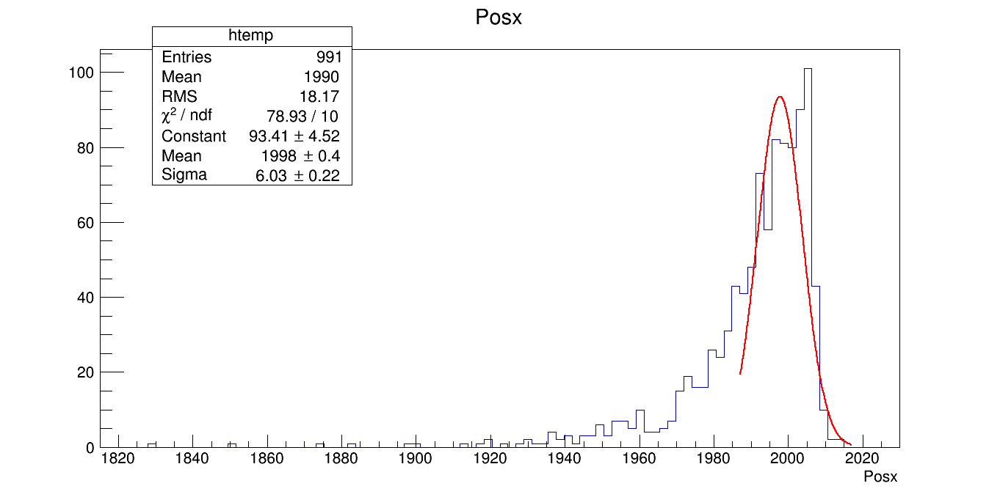 Posx
htemp
Entries 991
Mean 1990
RMS 18.17
χ² / ndf 78.93 / 10
Constant 93.41 ± 4.52
Mean 1998 ± 0.4
Sigma 6.03 ± 0.22
100
80
60
40
20
0
1820 1840 1860 1880 1900 1920 1940 1960 1980 2000 2020
Posx